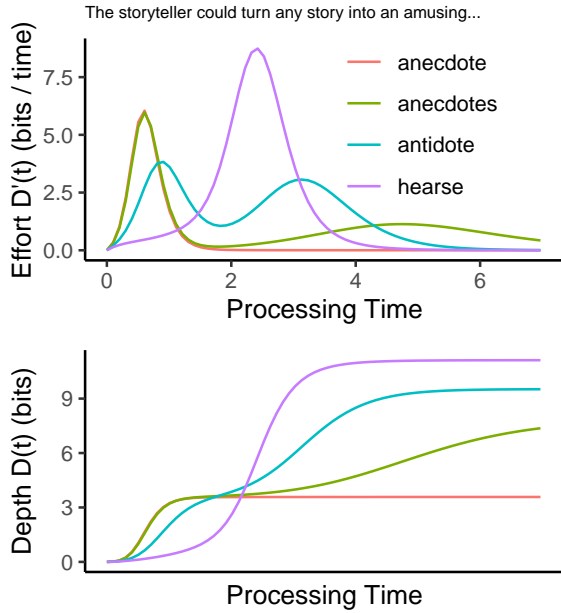 The storyteller could turn any story into an amusing...
Effort D'(t) (bits / time)
7.5
5.0
2.5
0.0
anecdote
anecdotes
antidote
hearse
0 2 4 6
Processing Time
Depth D(t) (bits)
9
6
3
0
Processing Time